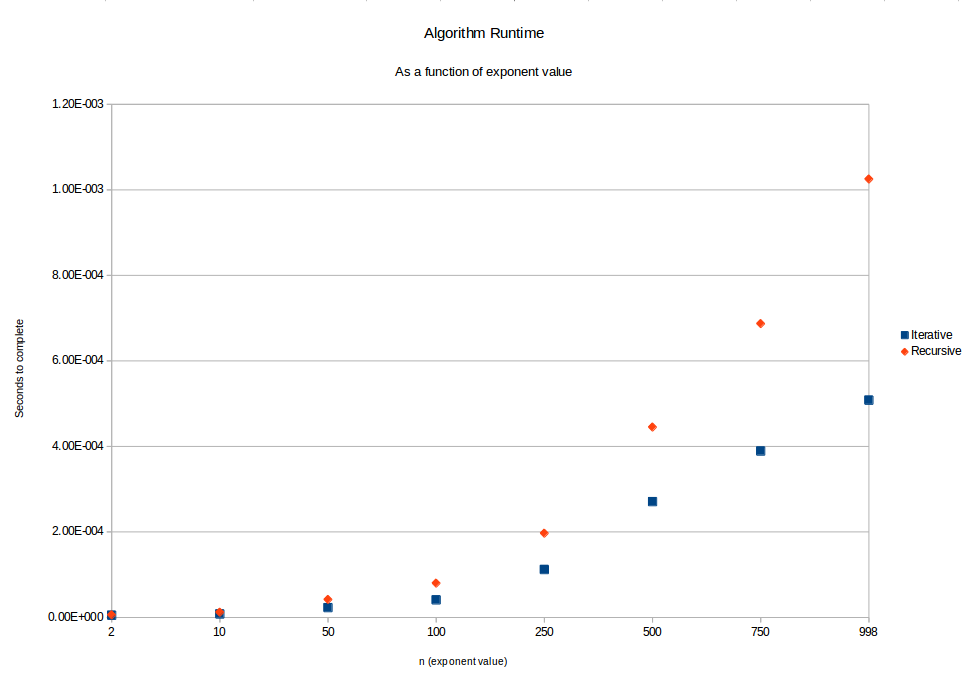 Algorithm Runtime
As a function of exponent value
1.20E-003
1.00E-003
8.00E-004
6.00E-004
4.00E-004
2.00E-004
0.00E+000
Seconds to complete
2 10 50 100 250 500 750 998
n (exponent value)
Iterative
Recursive